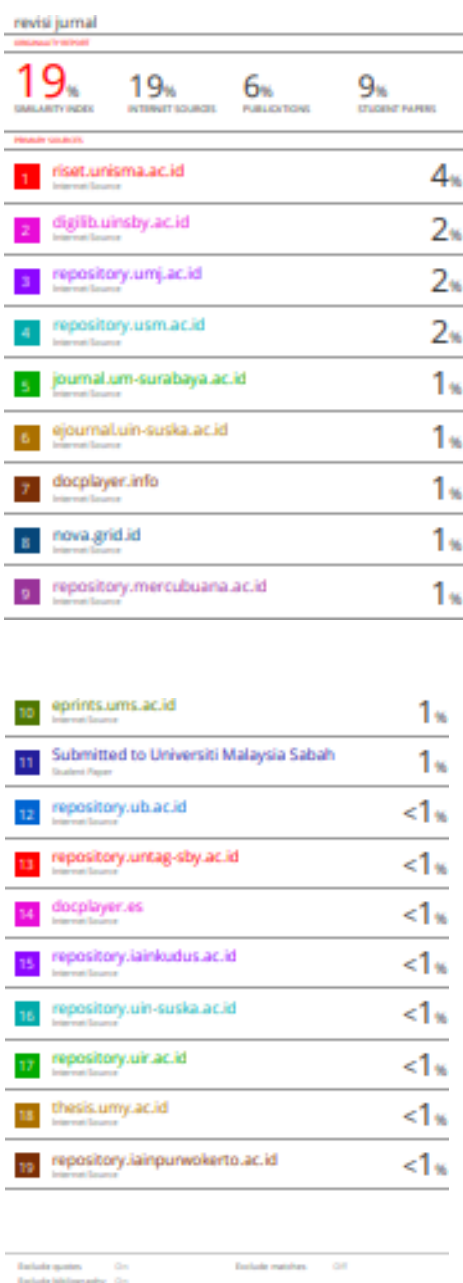 revisi jurnal
ORIGINALITY REPORT
19% 19% 6% 9%
SIMILARITY INDEX INTERNET SOURCES PUBLICATIONS STUDENT PAPERS
PRIMARY SOURCES
1 riset.unisma.ac.id 4%
Internet Source
2 digilib.uinsby.ac.id 2%
Internet Source
3 repository.umj.ac.id 2%
Internet Source
4 repository.usm.ac.id 2%
Internet Source
5 journal.um-surabaya.ac.id 1%
Internet Source
6 ejournal.uin-suska.ac.id 1%
Internet Source
7 docplayer.info 1%
Internet Source
8 nova.grid.id 1%
Internet Source
9 repository.mercubuana.ac.id 1%
Internet Source
10 eprints.ums.ac.id 1%
Internet Source
11 Submitted to Universiti Malaysia Sabah 1%
Student Paper
12 repository.ub.ac.id <1%
Internet Source
13 repository.untag-sby.ac.id <1%
Internet Source
14 docplayer.es <1%
Internet Source
15 repository.iainkudus.ac.id <1%
Internet Source
16 repository.uin-suska.ac.id <1%
Internet Source
17 repository.uir.ac.id <1%
Internet Source
18 thesis.umy.ac.id <1%
Internet Source
19 repository.iainpurwokerto.ac.id <1%
Internet Source
Exclude quotes On Exclude matches Off
Exclude bibliography On